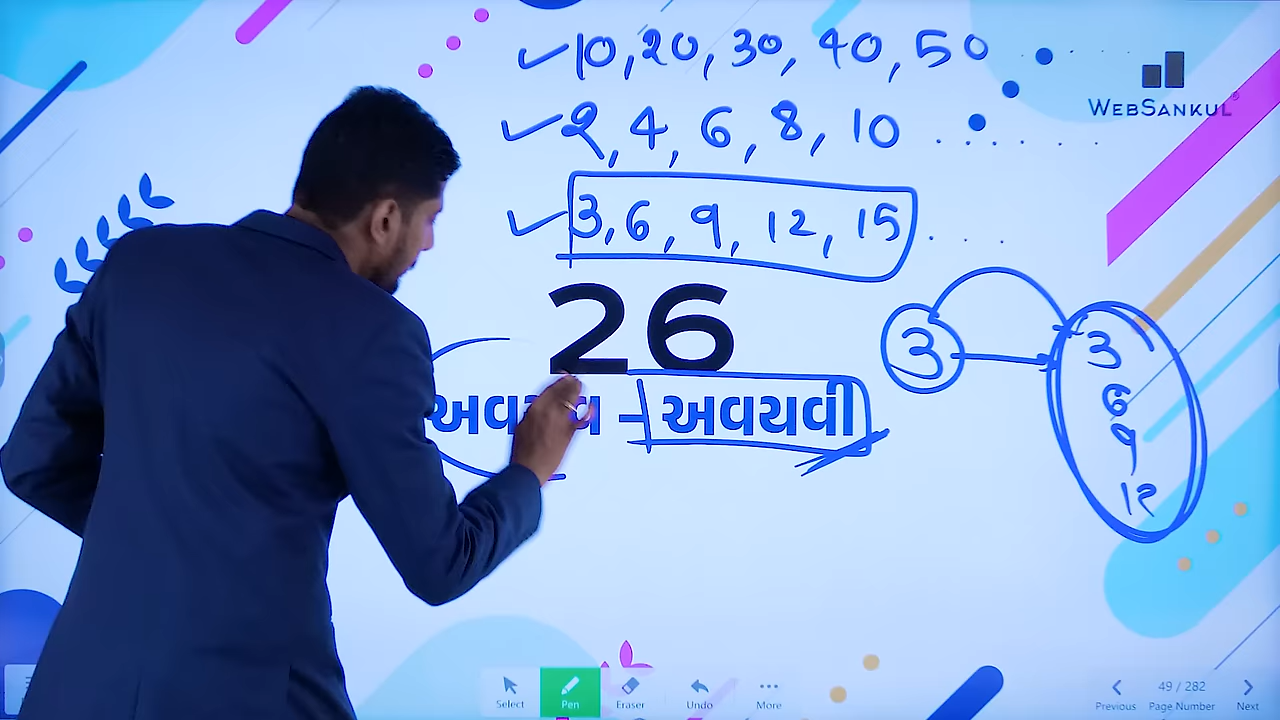 10, 20, 30, 40, 50
WEBSANKUL
2, 4, 6, 8, 10 . . . . .
3, 6, 9, 12, 15 . . . .
26
3
3
6
9
12
અવયવ – અવયવી
Select Pen Eraser Undo More
Previous 49 / 282 Page Number Next